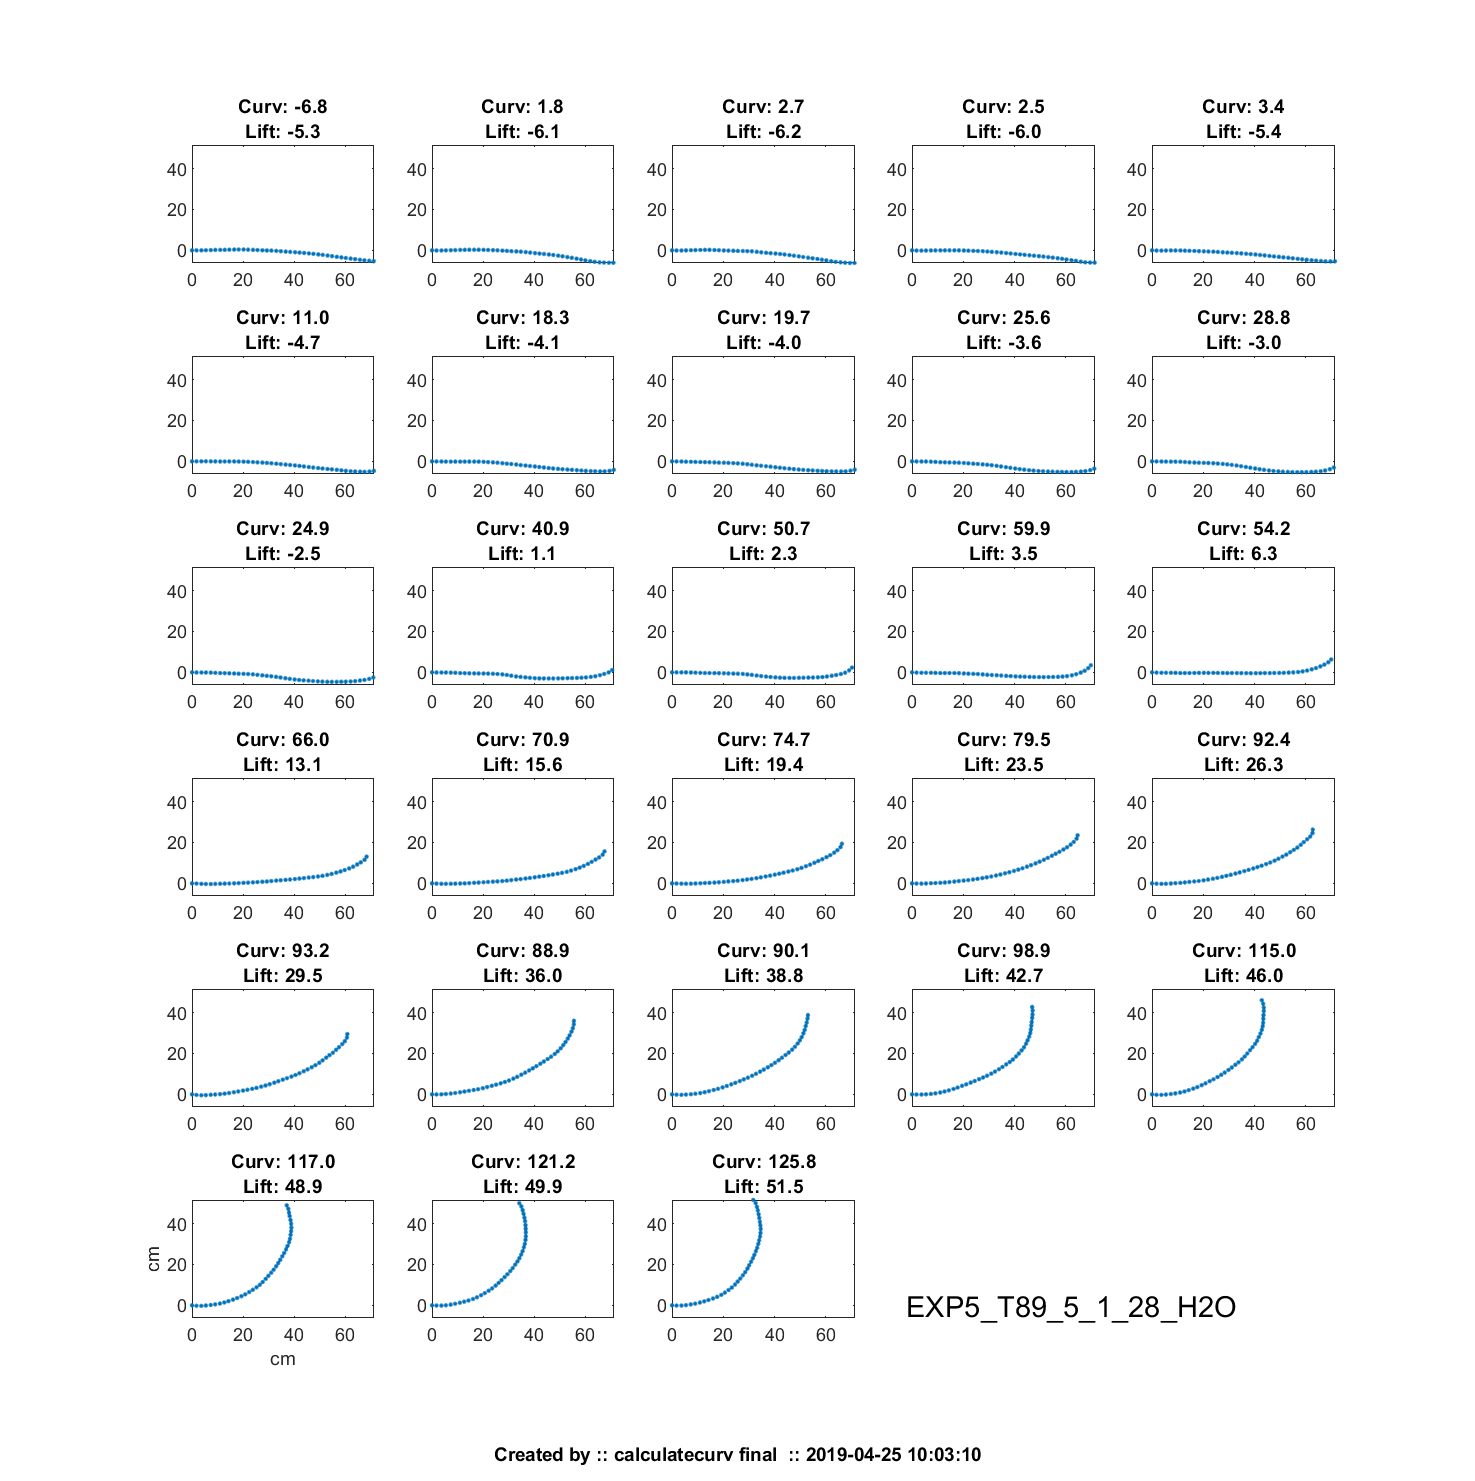 Curv: -6.8 Curv: 1.8 Curv: 2.7 Curv: 2.5 Curv: 3.4
Lift: -5.3 Lift: -6.1 Lift: -6.2 Lift: -6.0 Lift: -5.4
40 40 40 40 40
20 20 20 20 20
0 0 0 0 0
0 20 40 60 0 20 40 60 0 20 40 60 0 20 40 60 0 20 40 60
Curv: 11.0 Curv: 18.3 Curv: 19.7 Curv: 25.6 Curv: 28.8
Lift: -4.7 Lift: -4.1 Lift: -4.0 Lift: -3.6 Lift: -3.0
40 40 40 40 40
20 20 20 20 20
0 0 0 0 0
0 20 40 60 0 20 40 60 0 20 40 60 0 20 40 60 0 20 40 60
Curv: 24.9 Curv: 40.9 Curv: 50.7 Curv: 59.9 Curv: 54.2
Lift: -2.5 Lift: 1.1 Lift: 2.3 Lift: 3.5 Lift: 6.3
40 40 40 40 40
20 20 20 20 20
0 0 0 0 0
0 20 40 60 0 20 40 60 0 20 40 60 0 20 40 60 0 20 40 60
Curv: 66.0 Curv: 70.9 Curv: 74.7 Curv: 79.5 Curv: 92.4
Lift: 13.1 Lift: 15.6 Lift: 19.4 Lift: 23.5 Lift: 26.3
40 40 40 40 40
20 20 20 20 20
0 0 0 0 0
0 20 40 60 0 20 40 60 0 20 40 60 0 20 40 60 0 20 40 60
Curv: 93.2 Curv: 88.9 Curv: 90.1 Curv: 98.9 Curv: 115.0
Lift: 29.5 Lift: 36.0 Lift: 38.8 Lift: 42.7 Lift: 46.0
40 40 40 40 40
20 20 20 20 20
0 0 0 0 0
0 20 40 60 0 20 40 60 0 20 40 60 0 20 40 60 0 20 40 60
Curv: 117.0 Curv: 121.2 Curv: 125.8
Lift: 48.9 Lift: 49.9 Lift: 51.5
40 40 40
cm
20 20 20
0 0 0
EXP5_T89_5_1_28_H2O
0 20 40 60 0 20 40 60 0 20 40 60
cm
Created by :: calculatecurv final :: 2019-04-25 10:03:10